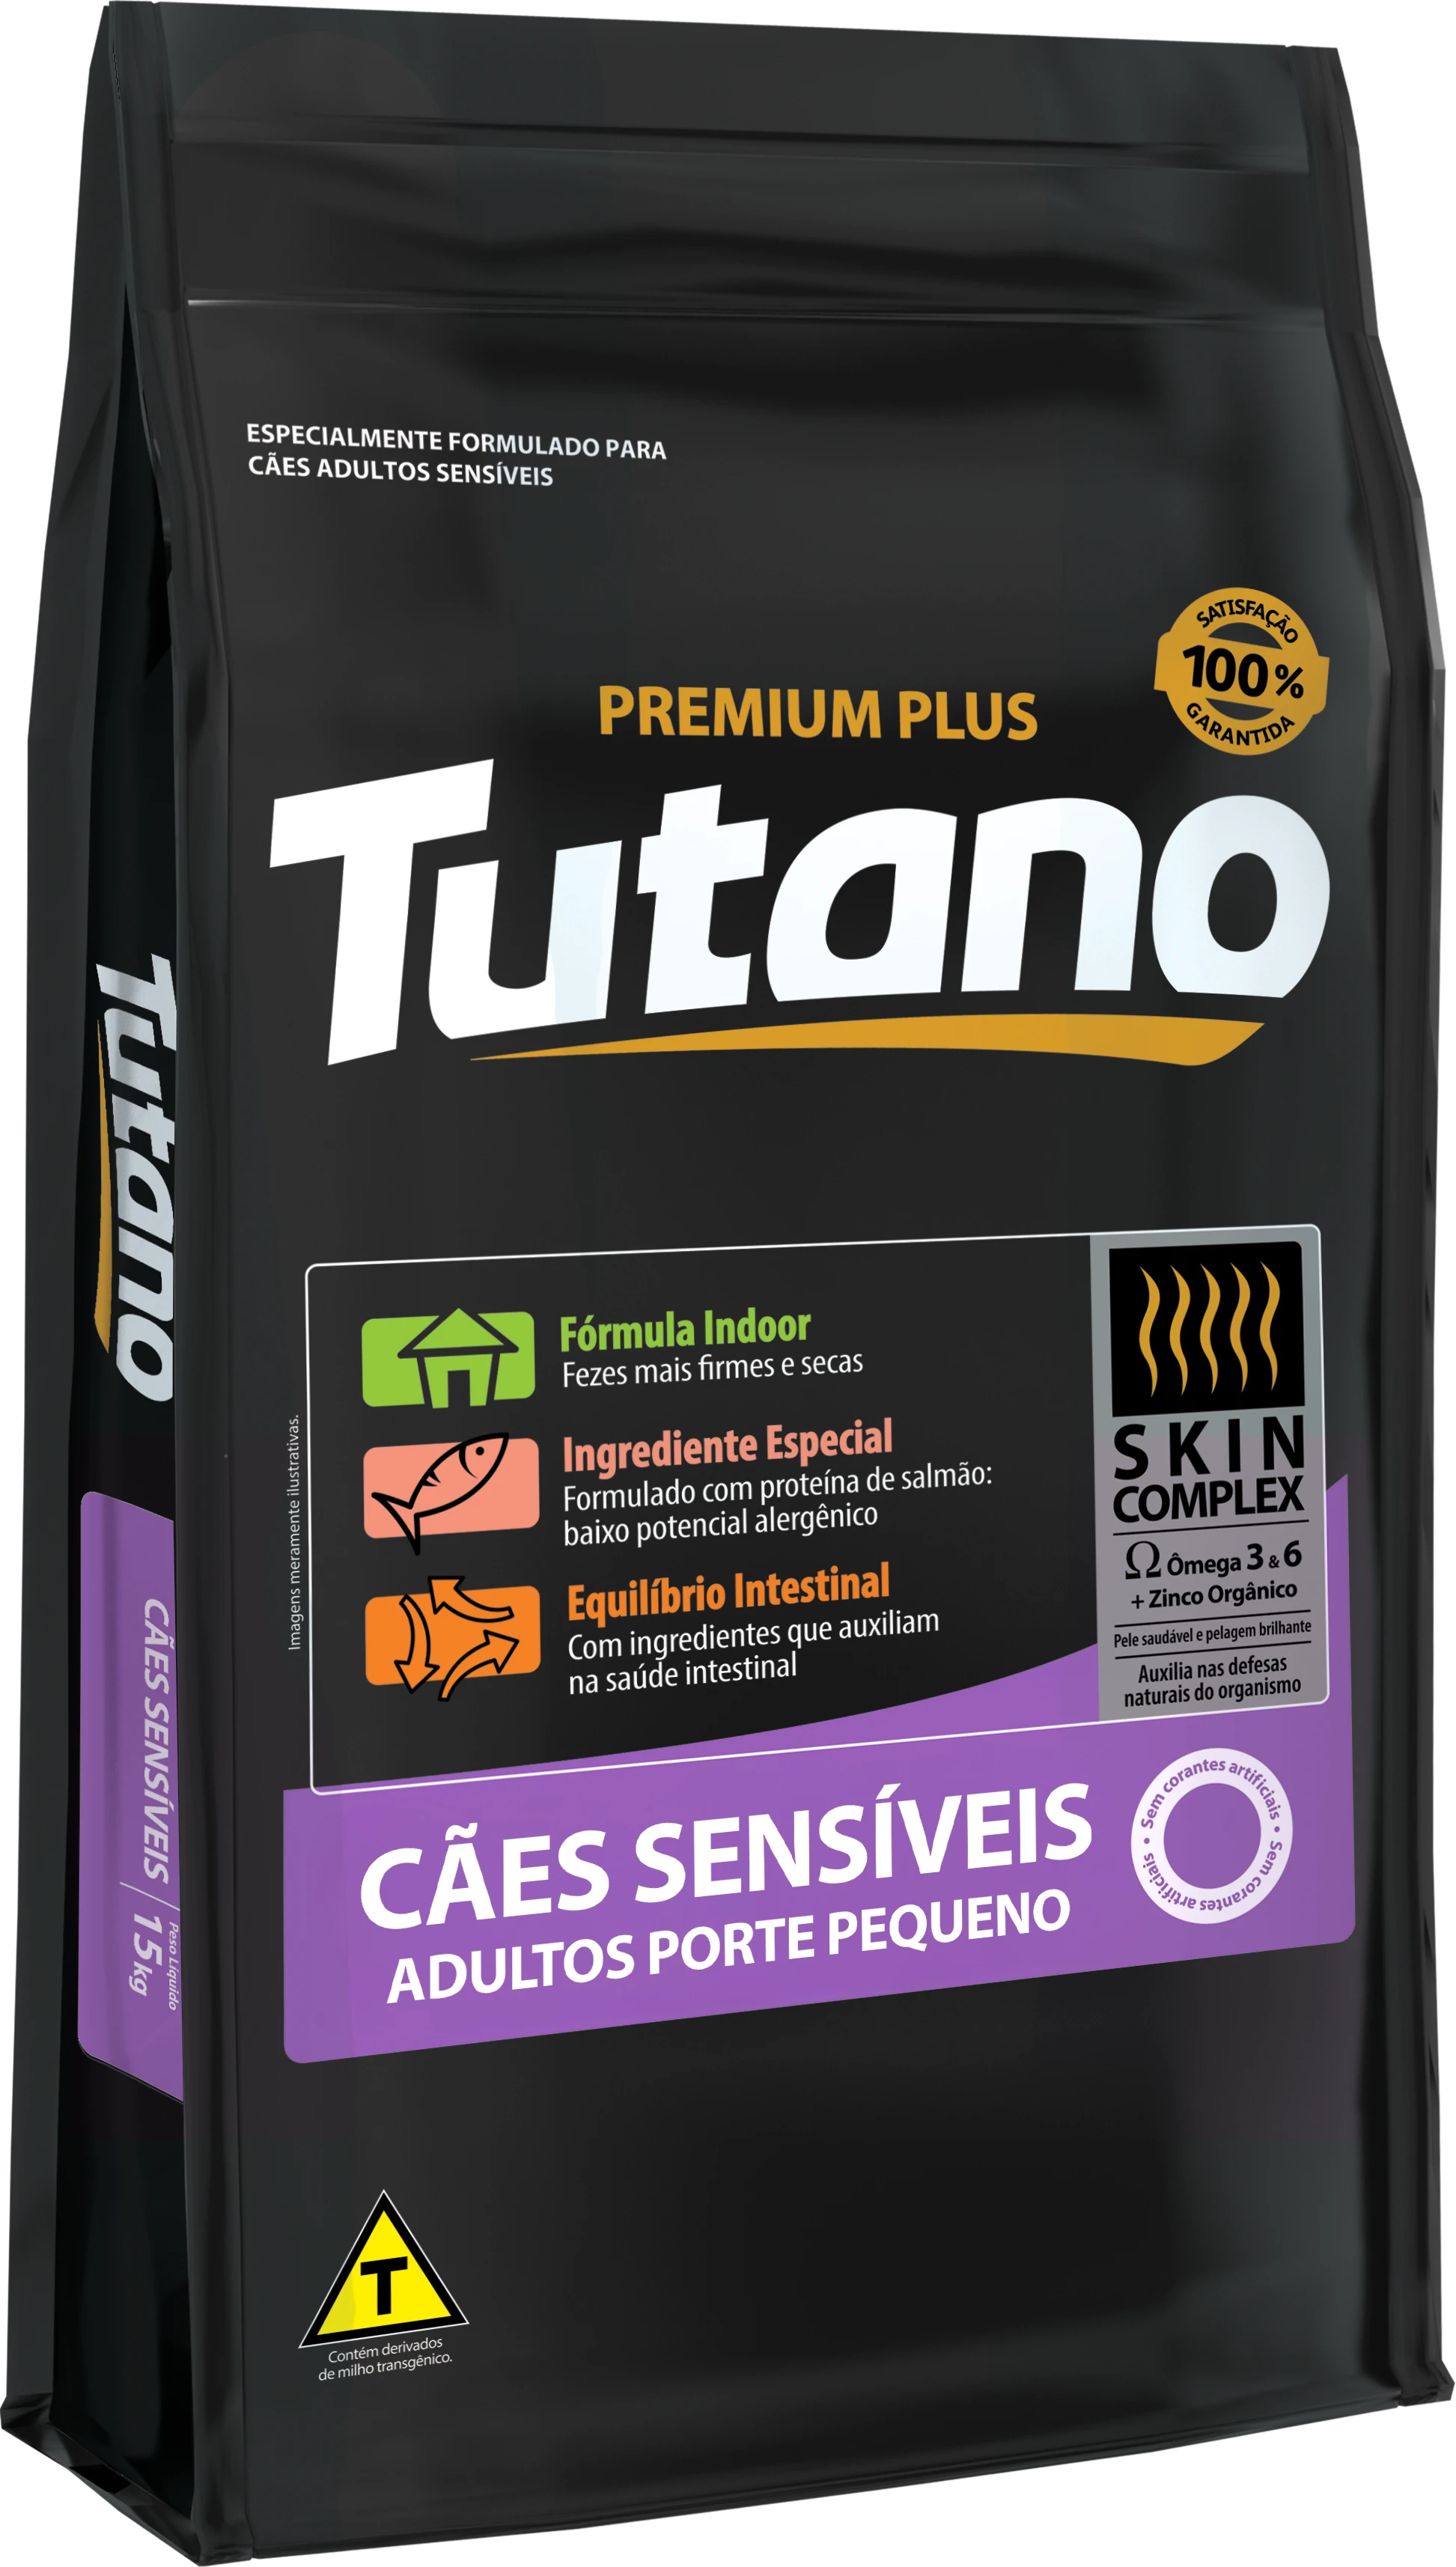 ESPECIALMENTE FORMULADO PARA
CÃES ADULTOS SENSÍVEIS
SATISFAÇÃO
100%
GARANTIDA
PREMIUM PLUS
Tutano
Fórmula Indoor
Fezes mais firmes e secas
Ingrediente Especial
Formulado com proteína de salmão:
baixo potencial alergênico
Equilíbrio Intestinal
Com ingredientes que auxiliam
na saúde intestinal
SKIN
COMPLEX
Ω Ômega 3 & 6
+ Zinco Orgânico
Pele saudável e pelagem brilhante
Auxilia nas defesas
naturais do organismo
Imagens meramente ilustrativas.
CÃES SENSÍVEIS
ADULTOS PORTE PEQUENO
Sem corantes artificiais • Sem corantes artificiais •
T
Contém derivados
de milho transgênico.
Tutano
CÃES SENSÍVEIS
Peso Líquido
15kg